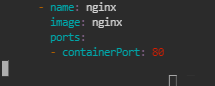 - name: nginx
image: nginx
ports:
- containerPort: 80